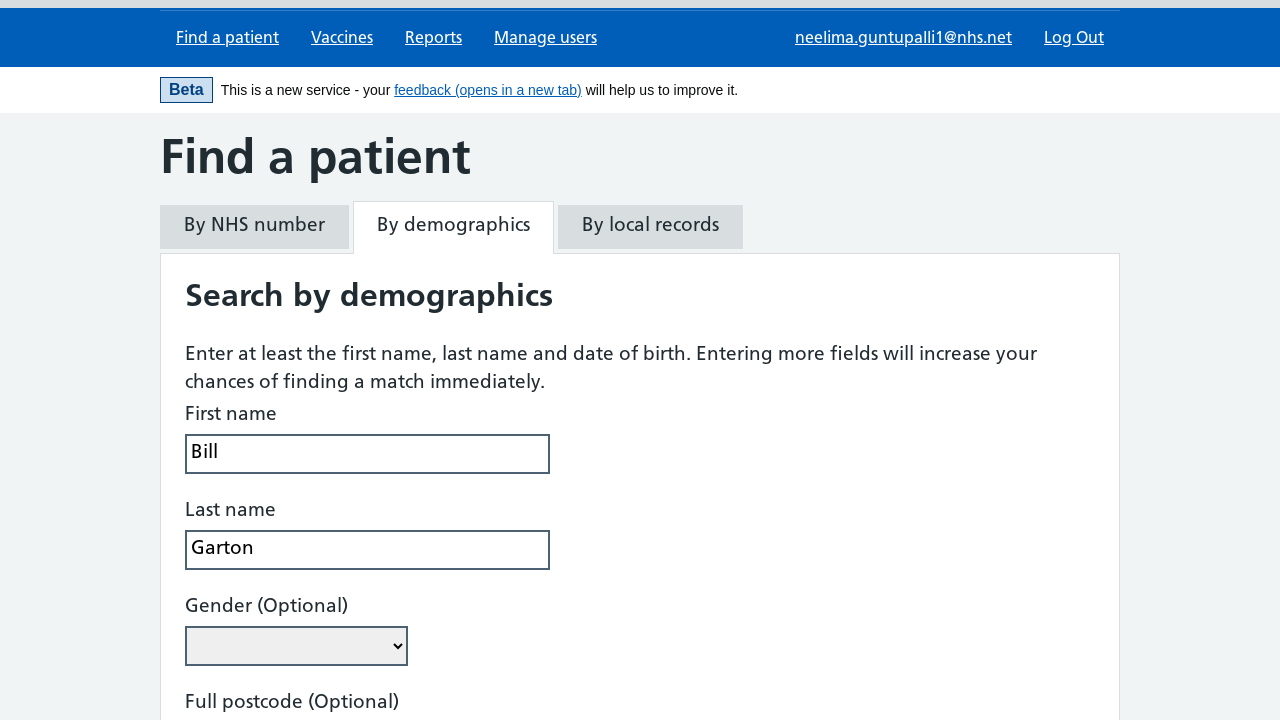 Find a patient Vaccines Reports Manage users neelima.guntupalli1@nhs.net Log Out
Beta This is a new service - your feedback (opens in a new tab) will help us to improve it.
Find a patient
By NHS number By demographics By local records
Search by demographics
Enter at least the first name, last name and date of birth. Entering more fields will increase your
chances of finding a match immediately.
First name
Bill
Last name
Garton
Gender (Optional)
Full postcode (Optional)